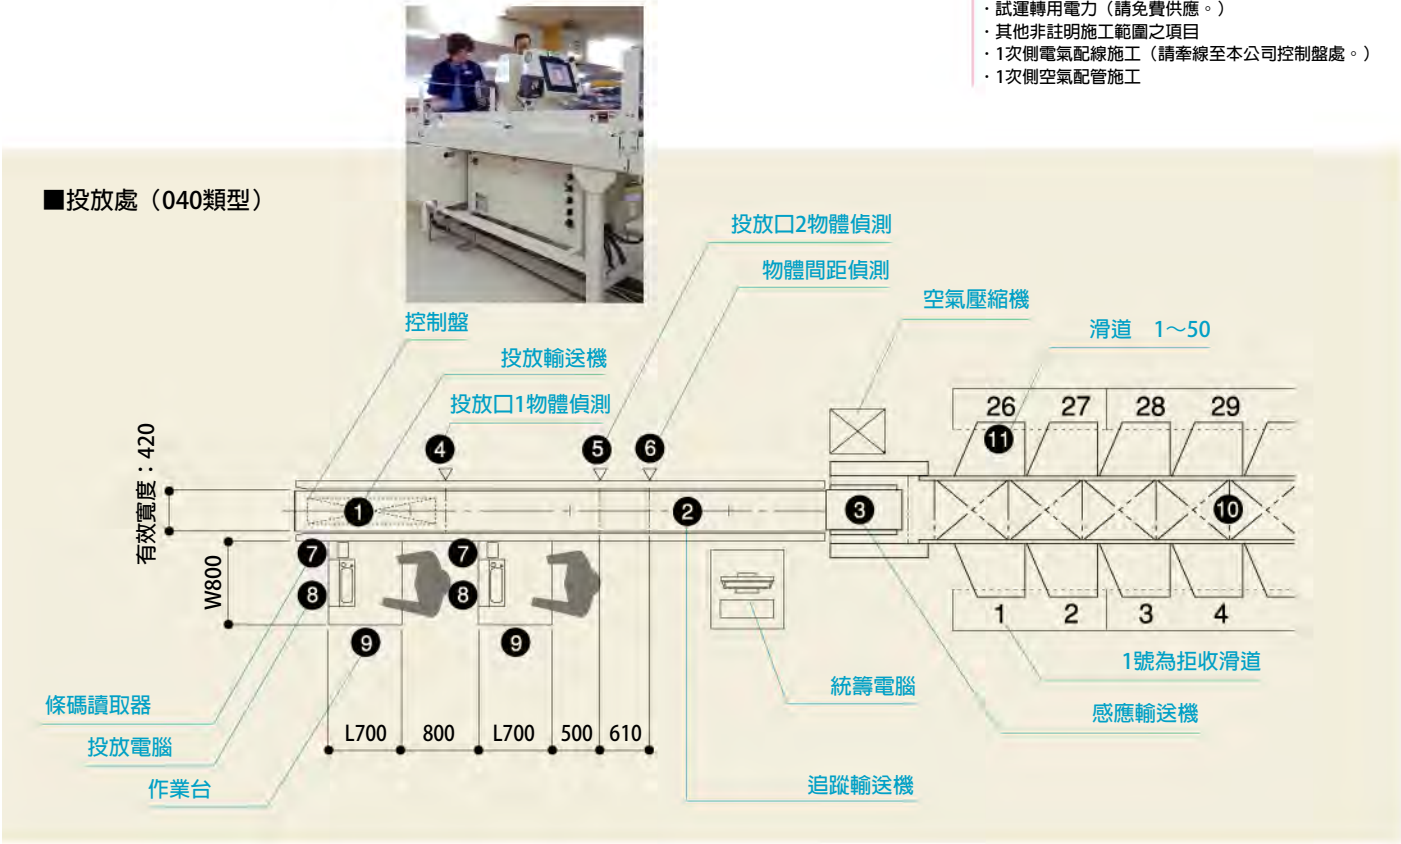 ・試運轉用電力（請免費供應。）
・其他非註明施工範圍之項目
・1次側電氣配線施工（請牽線至本公司控制盤處。）
・1次側空氣配管施工
■投放處（040類型）
投放口2物體偵測
物體間距偵測
空氣壓縮機
控制盤
滑道 1～50
投放輸送機
投放口1物體偵測
26 27 28 29
11
4 5 6
有效寬度：420
1 2 3 10
7 7
8 8
W800
9 9
1 2 3 4
1號為拒收滑道
統籌電腦
條碼讀取器
感應輸送機
L700 800 L700 500 610
投放電腦
作業台
追蹤輸送機